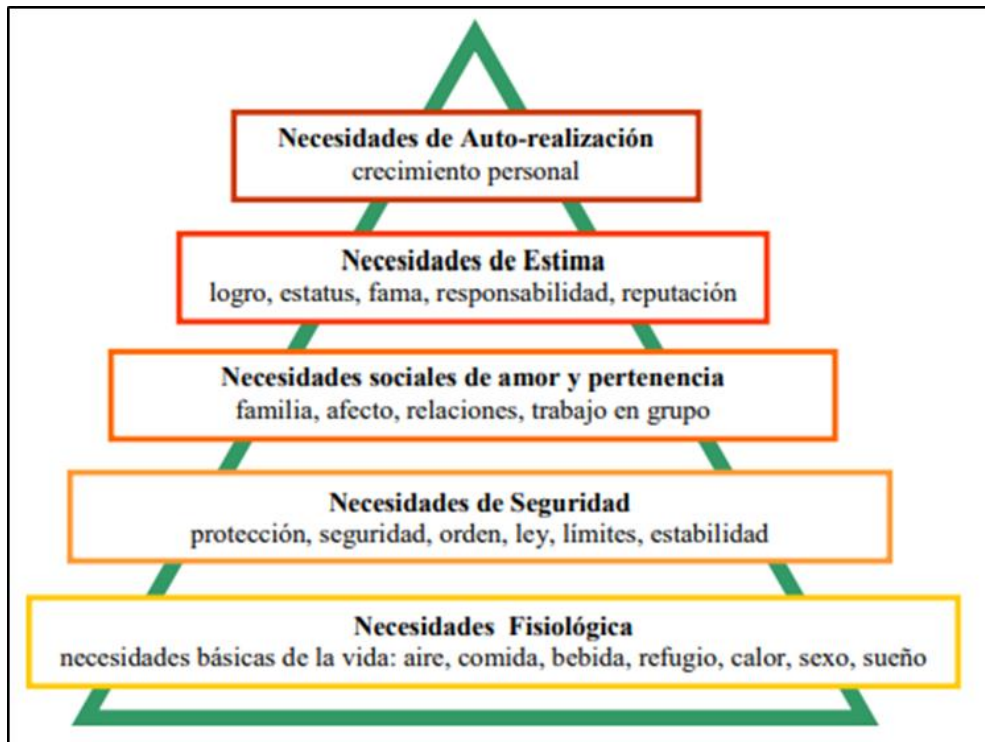 Necesidades de Auto-realización
crecimiento personal
Necesidades de Estima
logro, estatus, fama, responsabilidad, reputación
Necesidades sociales de amor y pertenencia
familia, afecto, relaciones, trabajo en grupo
Necesidades de Seguridad
protección, seguridad, orden, ley, límites, estabilidad
Necesidades Fisiológica
necesidades básicas de la vida: aire, comida, bebida, refugio, calor, sexo, sueño